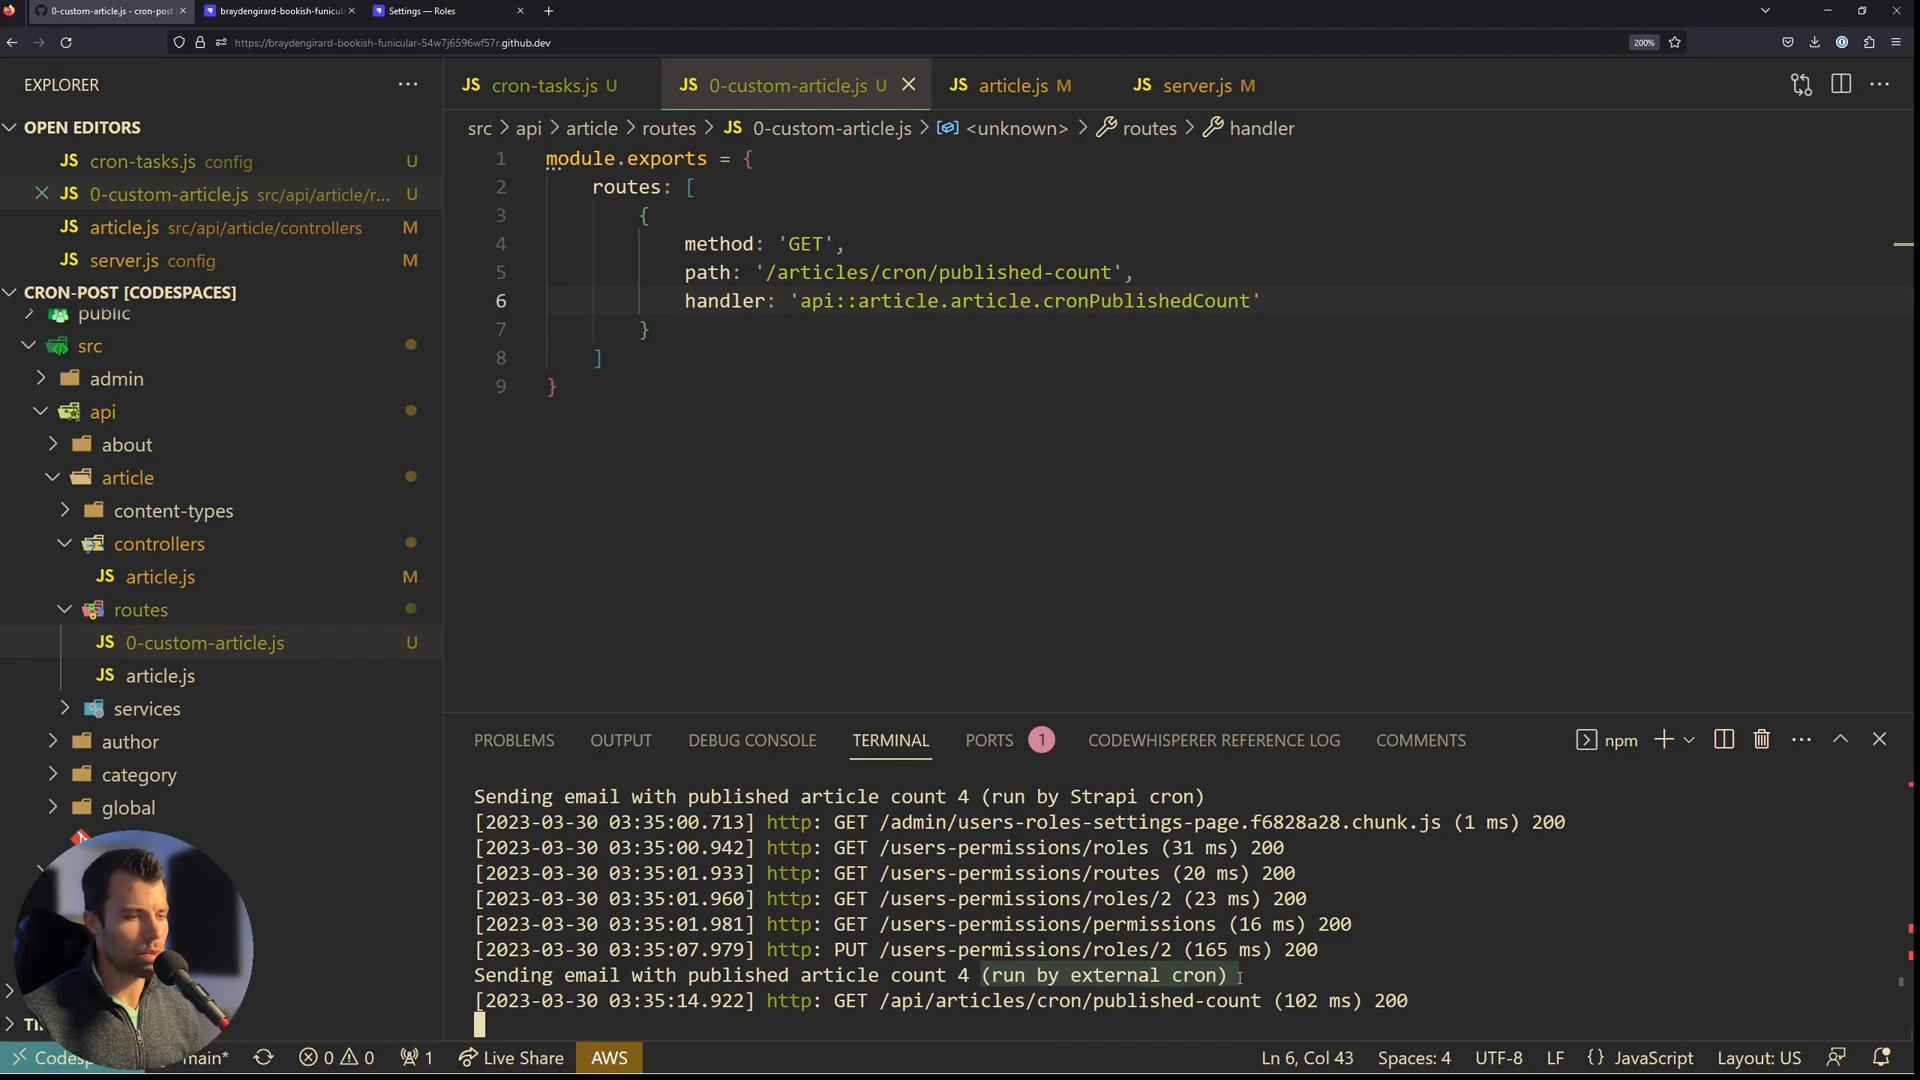 0-custom-article.js - cron-post
braydengirard-bookish-funicula
Settings — Roles
https://braydengirard-bookish-funicular-54w7j6596wf57r.github.dev
200%
EXPLORER
OPEN EDITORS
cron-tasks.js config U
0-custom-article.js src/api/article/r... U
article.js src/api/article/controllers M
server.js config M
CRON-POST [CODESPACES]
public
src
admin
api
about
article
content-types
controllers
JS article.js M
routes
JS 0-custom-article.js U
JS article.js
services
author
category
global
JS cron-tasks.js U
JS 0-custom-article.js U
JS article.js M
JS server.js M
src > api > article > routes > JS 0-custom-article.js > <unknown> > routes > handler
1 module.exports = {
2 routes: [
3 {
4 method: 'GET',
5 path: '/articles/cron/published-count',
6 handler: 'api::article.article.cronPublishedCount'
7 }
8 ]
9 }
PROBLEMS OUTPUT DEBUG CONSOLE TERMINAL PORTS 1 CODEWHISPERER REFERENCE LOG COMMENTS
npm
Sending email with published article count 4 (run by Strapi cron)
[2023-03-30 03:35:00.713] http: GET /admin/users-roles-settings-page.f6828a28.chunk.js (1 ms) 200
[2023-03-30 03:35:00.942] http: GET /users-permissions/roles (31 ms) 200
[2023-03-30 03:35:01.933] http: GET /users-permissions/routes (20 ms) 200
[2023-03-30 03:35:01.960] http: GET /users-permissions/roles/2 (23 ms) 200
[2023-03-30 03:35:01.981] http: GET /users-permissions/permissions (16 ms) 200
[2023-03-30 03:35:07.979] http: PUT /users-permissions/roles/2 (165 ms) 200
Sending email with published article count 4 (run by external cron)
[2023-03-30 03:35:14.922] http: GET /api/articles/cron/published-count (102 ms) 200
main* 0 0 1 Live Share AWS
Ln 6, Col 43 Spaces: 4 UTF-8 LF {} JavaScript Layout: US